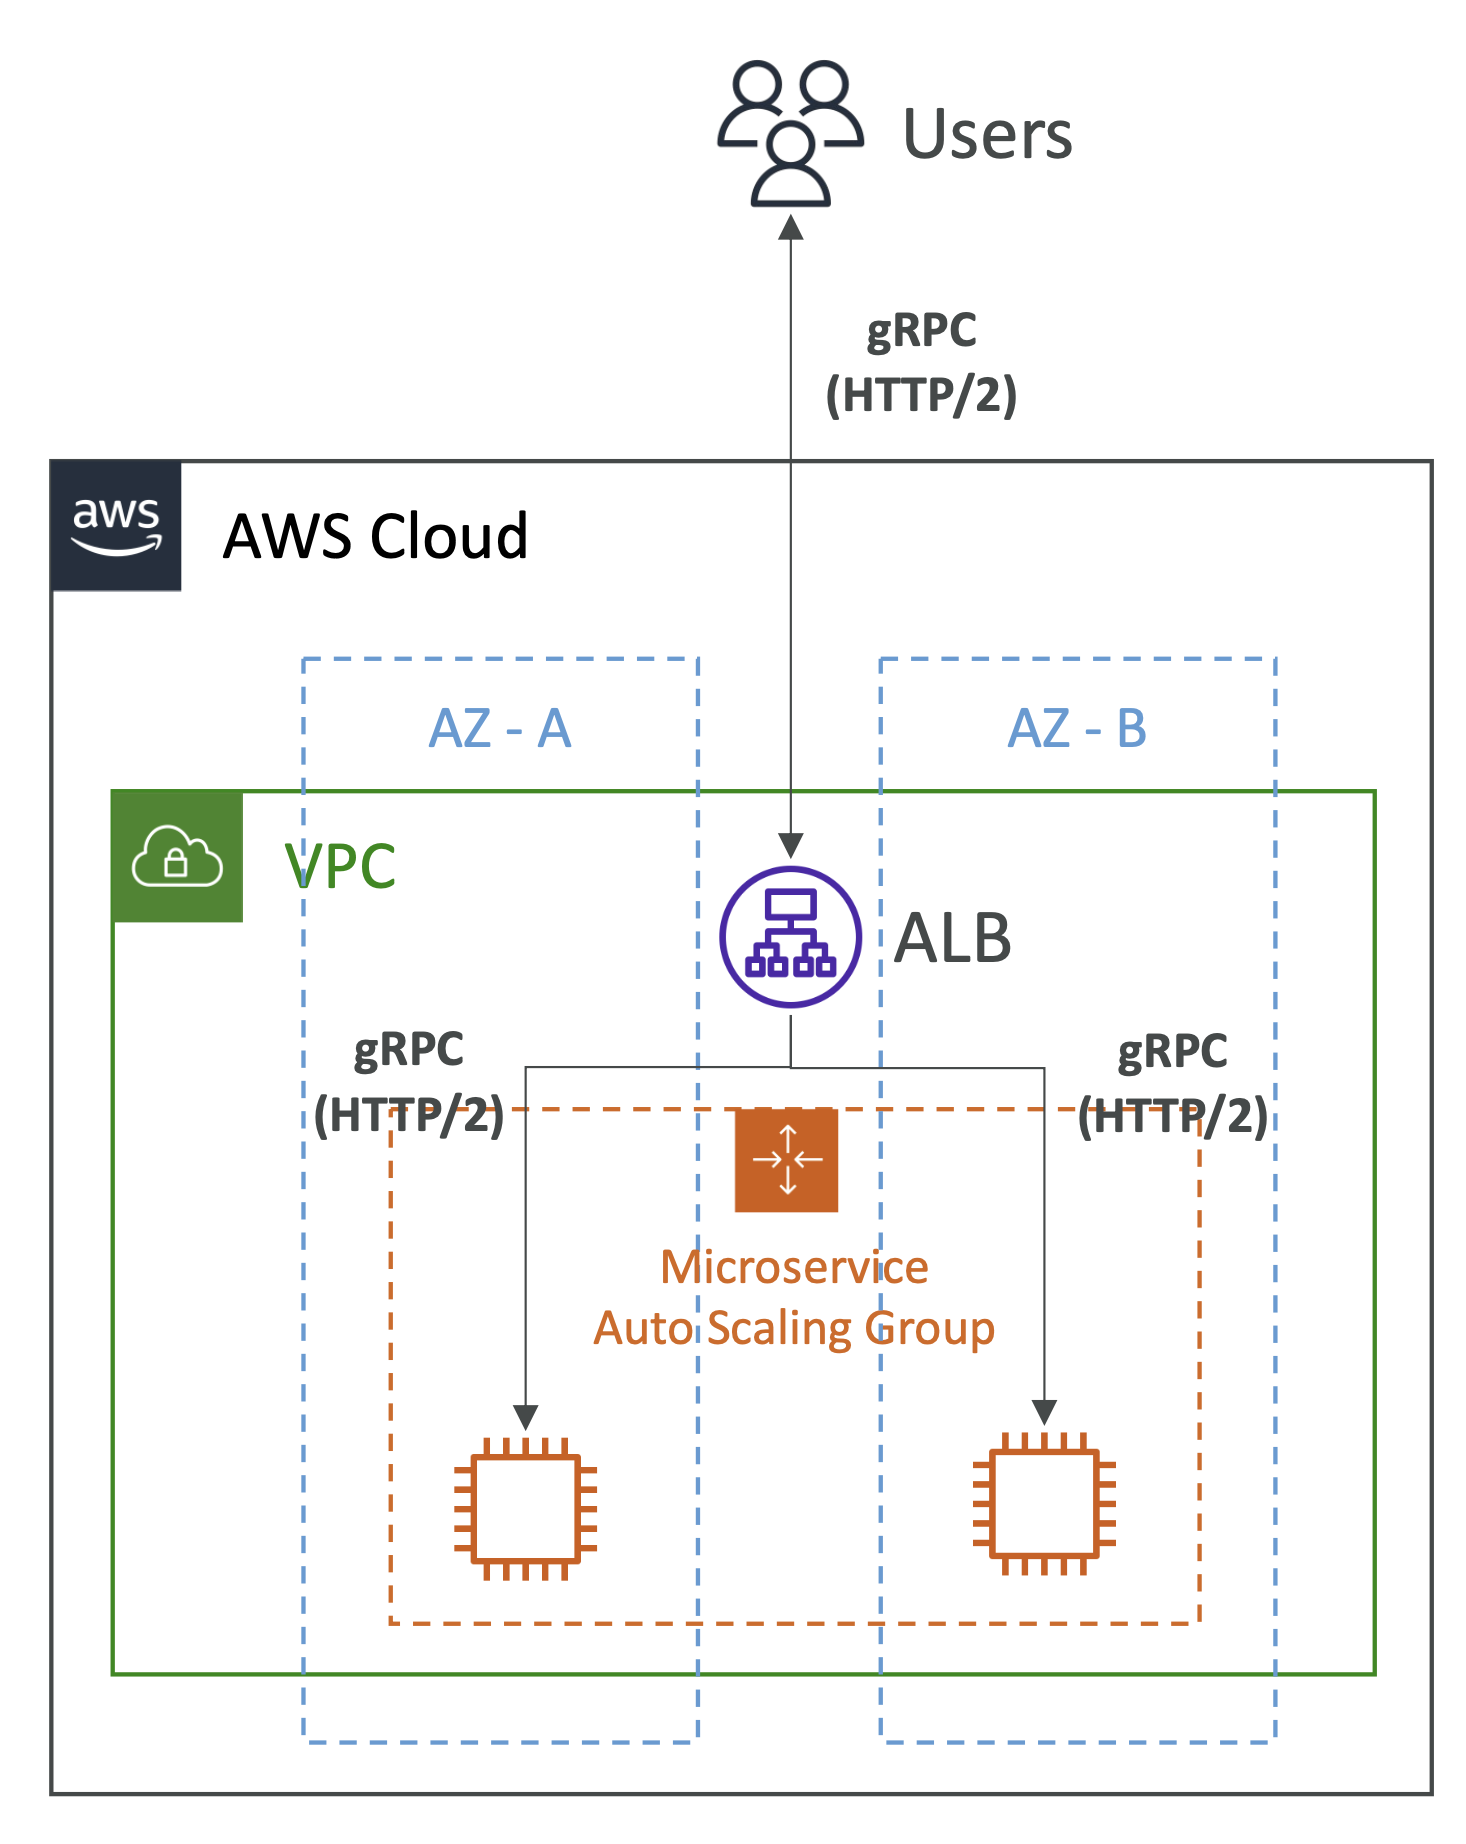 Users
gRPC
(HTTP/2)
aws
AWS Cloud
AZ - A
AZ - B
VPC
ALB
gRPC
(HTTP/2)
gRPC
(HTTP/2)
Microservice
Auto Scaling Group